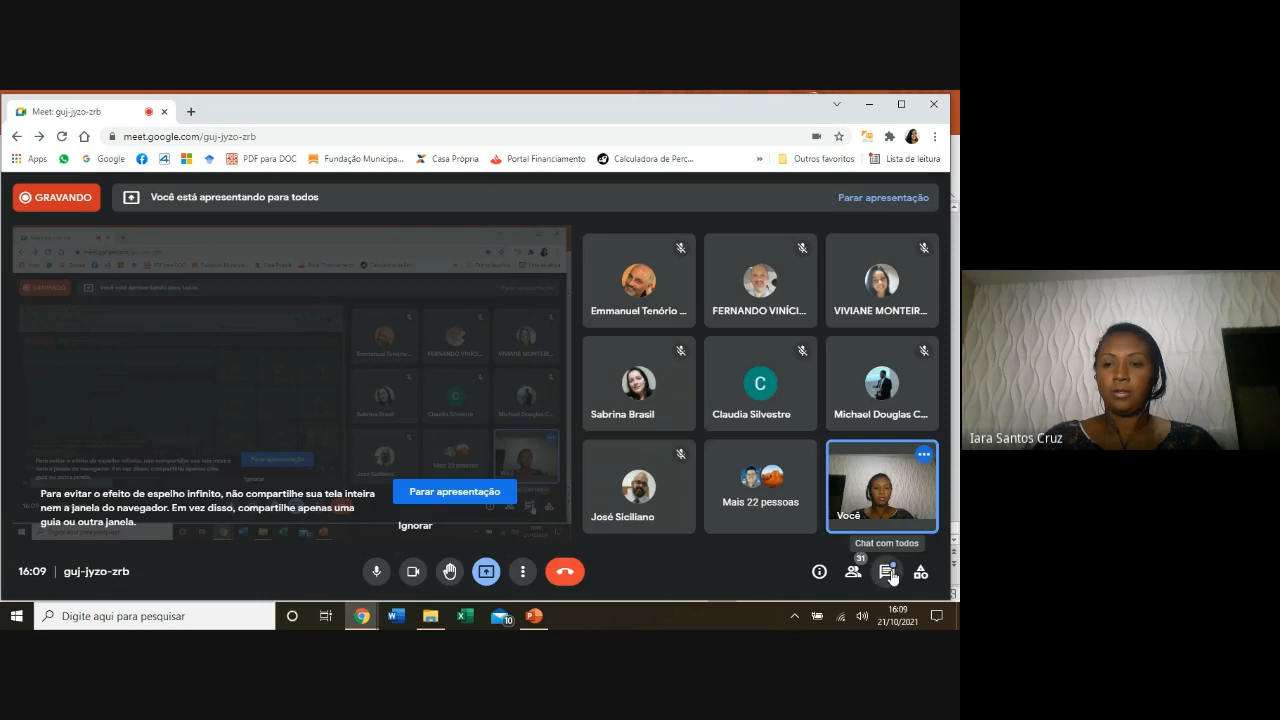 Meet: guj-jyzo-zrb
meet.google.com/guj-jyzo-zrb
Apps
Google
PDF para DOC
Fundação Municipa...
Casa Própria
Portal Financiamento
Calculadora de Perc...
»
Outros favoritos
Lista de leitura
GRAVANDO
Você está apresentando para todos
Parar apresentação
Emmanuel Tenório ...
FERNANDO VINÍCI...
VIVIANE MONTEIR...
Sabrina Brasil
C
Claudia Silvestre
Michael Douglas C...
José Siciliano
Mais 22 pessoas
Você
Iara Santos Cruz
Para evitar o efeito de espelho infinito, não compartilhe sua tela inteira
nem a janela do navegador. Em vez disso, compartilhe apenas uma
guia ou outra janela.
Parar apresentação
Ignorar
Chat com todos
31
16:09 | guj-jyzo-zrb
Digite aqui para pesquisar
10
16:09
21/10/2021